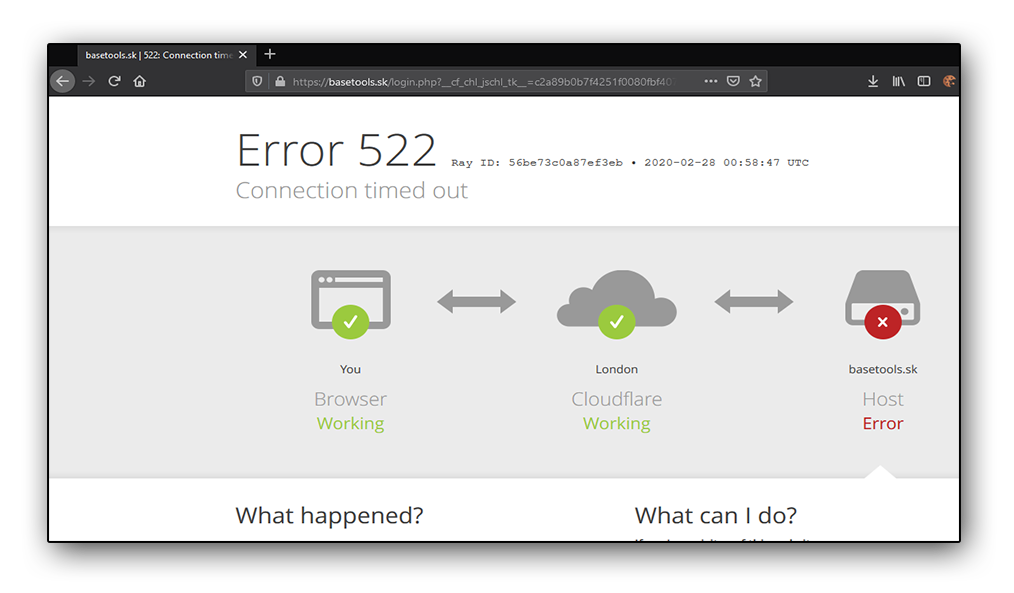 basetools.sk | 522: Connection time
https://basetools.sk/login.php?__cf_chl_jschl_tk__=c2a89b0b7f4251f0080fbf40
Error 522 Ray ID: 56be73c0a87ef3eb • 2020-02-28 00:58:47 UTC
Connection timed out
You London basetools.sk
Browser Cloudflare Host
Working Working Error
What happened? What can I do?